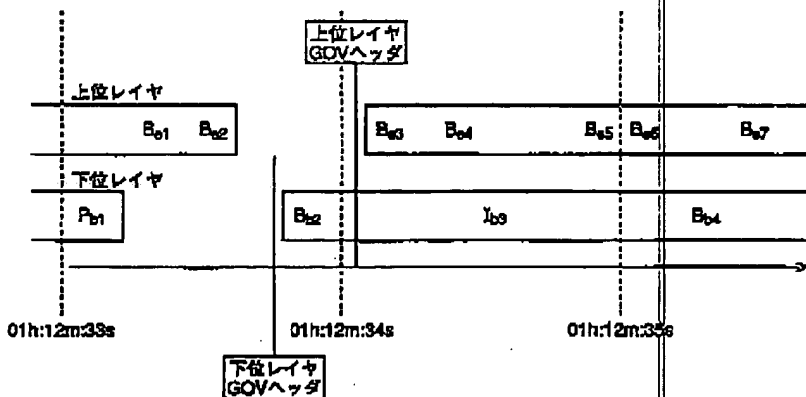 上位レイヤ
GOVヘッダ
上位レイヤ
Be1 Be2 Be3 Be4 Be5 Be6 Be7
下位レイヤ
Pb1 Bb2 Ib3 Bb4
01h:12m:33s 01h:12m:34s 01h:12m:35s
下位レイヤ
GOVヘッダ